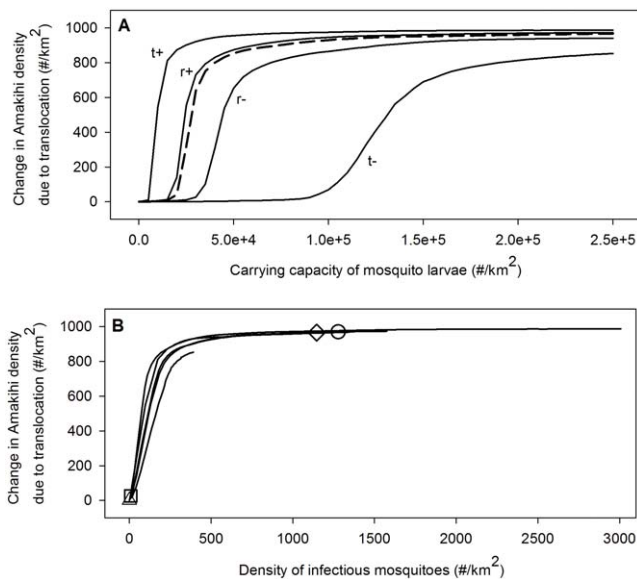 A
Change in Amakihi density
due to translocation (#/km²)
1000
800
600
400
200
0
t+
r+
r-
t-
0.0 5.0e+4 1.0e+5 1.5e+5 2.0e+5 2.5e+5
Carrying capacity of mosquito larvae (#/km²)
B
Change in Amakihi density
due to translocation (#/km²)
1000
800
600
400
200
0
0 500 1000 1500 2000 2500 3000
Density of infectious mosquitoes (#/km²)